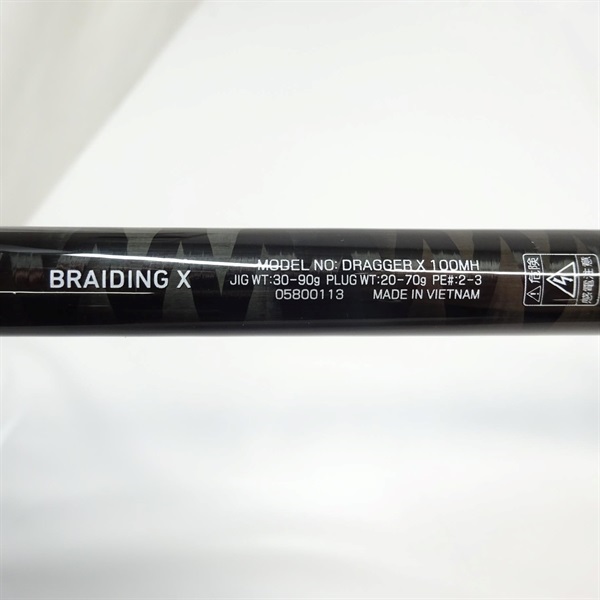 BRAIDING X
MODEL NO: DRAGGER X 100MH
JIG WT:30-90g PLUG WT:20-70g PE#:2-3
05800113 MADE IN VIETNAM
⚠危険
感電注意